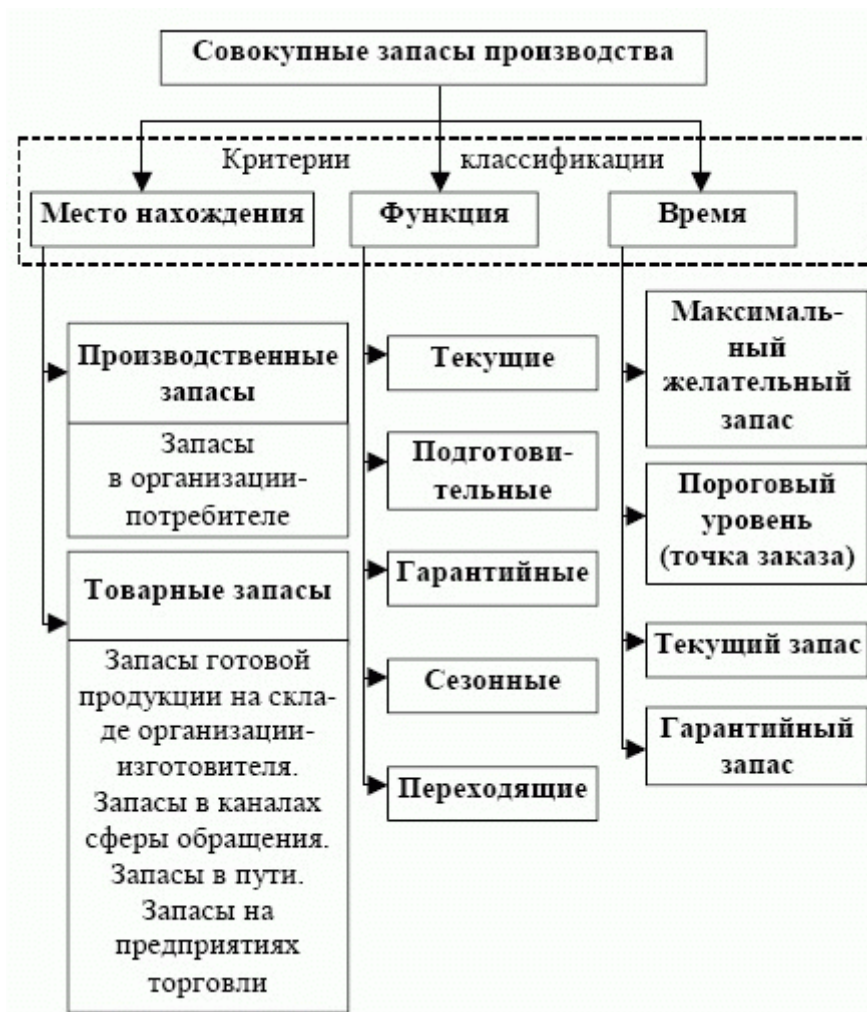 Совокупные запасы производства
Критерии классификации
Место нахождения
Функция
Время
Производственные
запасы
Запасы
в организации-
потребителе
Товарные запасы
Запасы готовой
продукции на скла-
де организации-
изготовителя.
Запасы в каналах
сферы обращения.
Запасы в пути.
Запасы на
предприятиях
торговли
Текущие
Подготови-
тельные
Гарантийные
Сезонные
Переходящие
Максималь-
ный
желательный
запас
Пороговый
уровень
(точка заказа)
Текущий запас
Гарантийный
запас